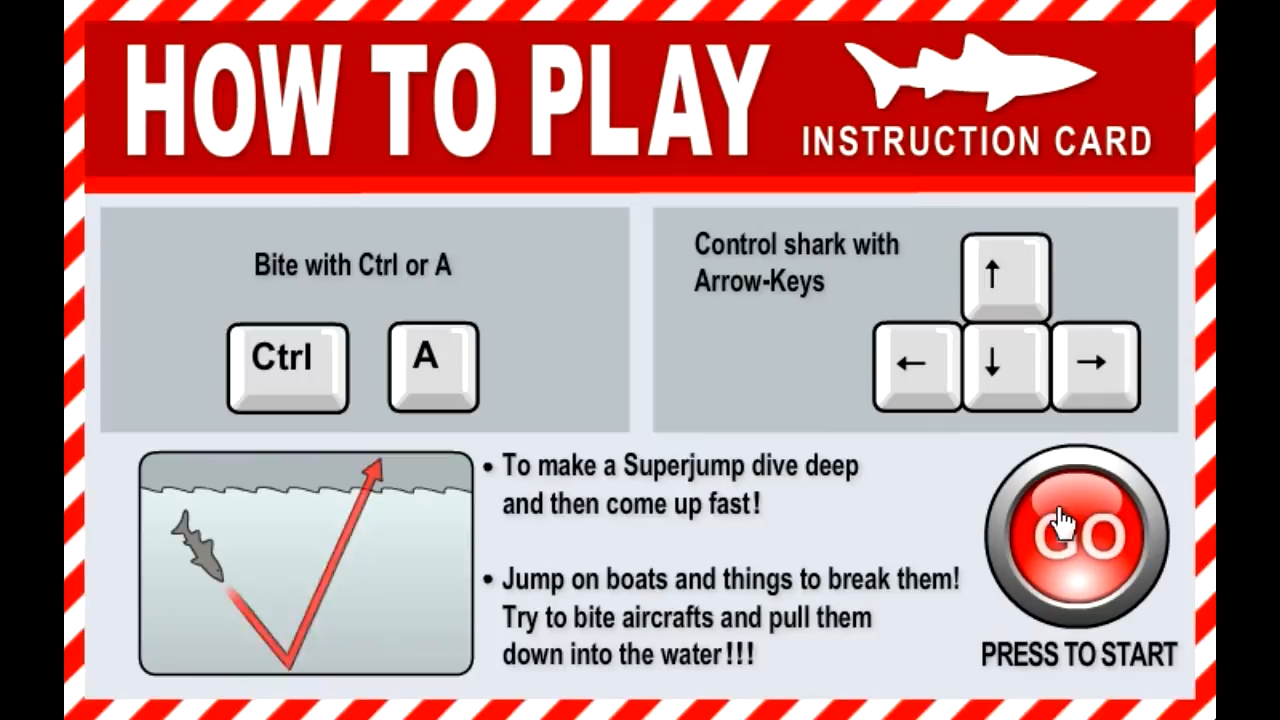 HOW TO PLAY
INSTRUCTION CARD
Bite with Ctrl or A
Ctrl
A
Control shark with
Arrow-Keys
↑
← ↓ →
• To make a Superjump dive deep
and then come up fast!
• Jump on boats and things to break them!
Try to bite aircrafts and pull them
down into the water!!!
GO
PRESS TO START